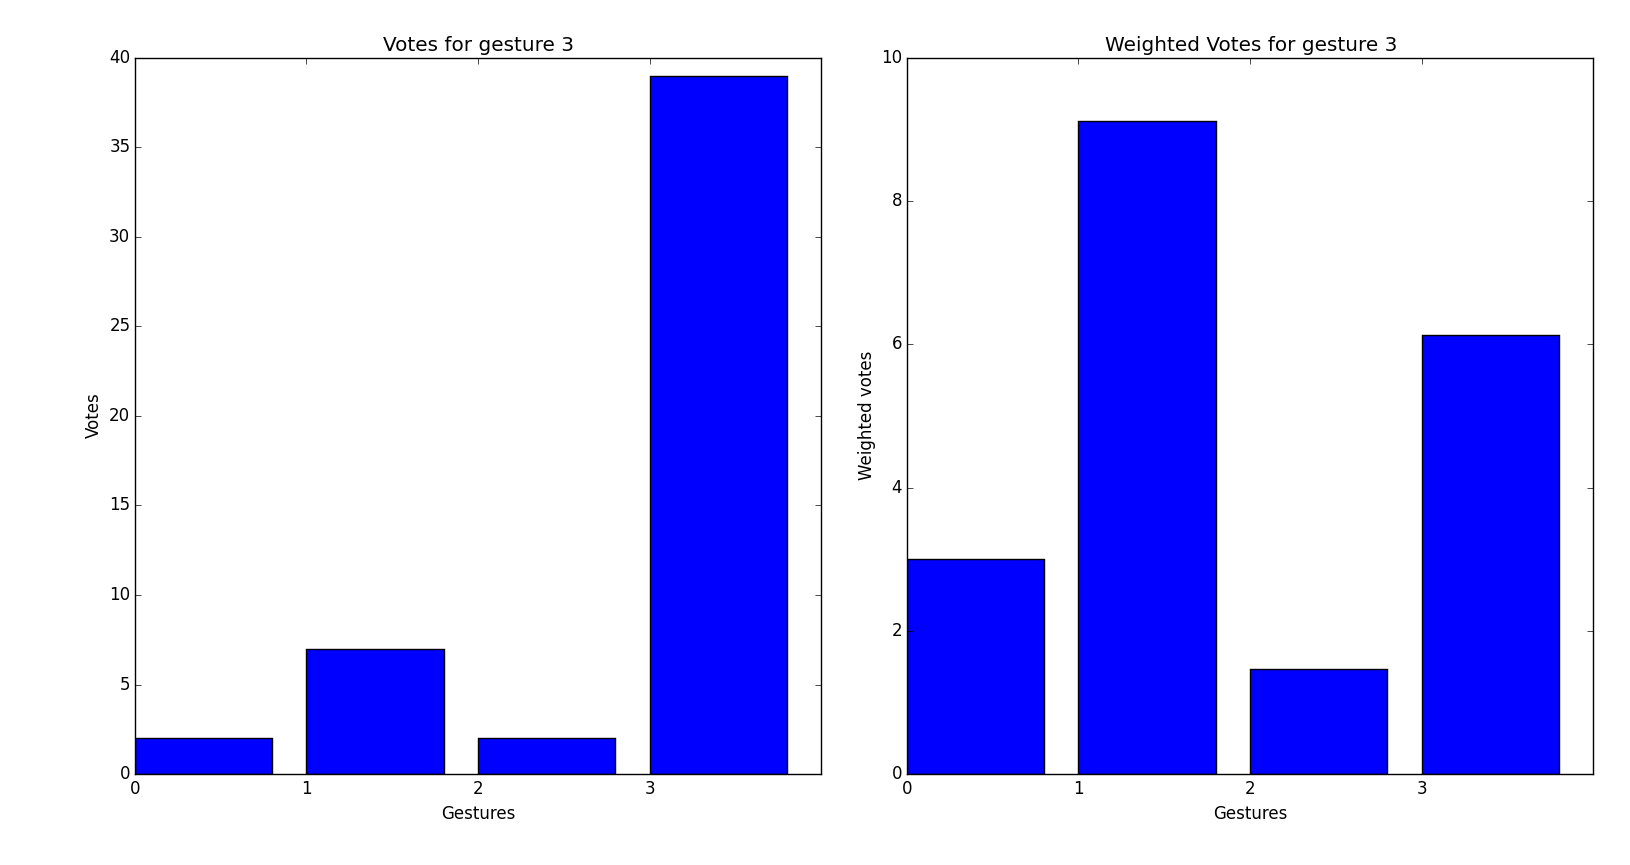 Votes for gesture 3
40
35
30
25
20
15
10
5
0
Votes
0 1 2 3
Gestures
Weighted Votes for gesture 3
10
8
6
4
2
0
Weighted votes
0 1 2 3
Gestures